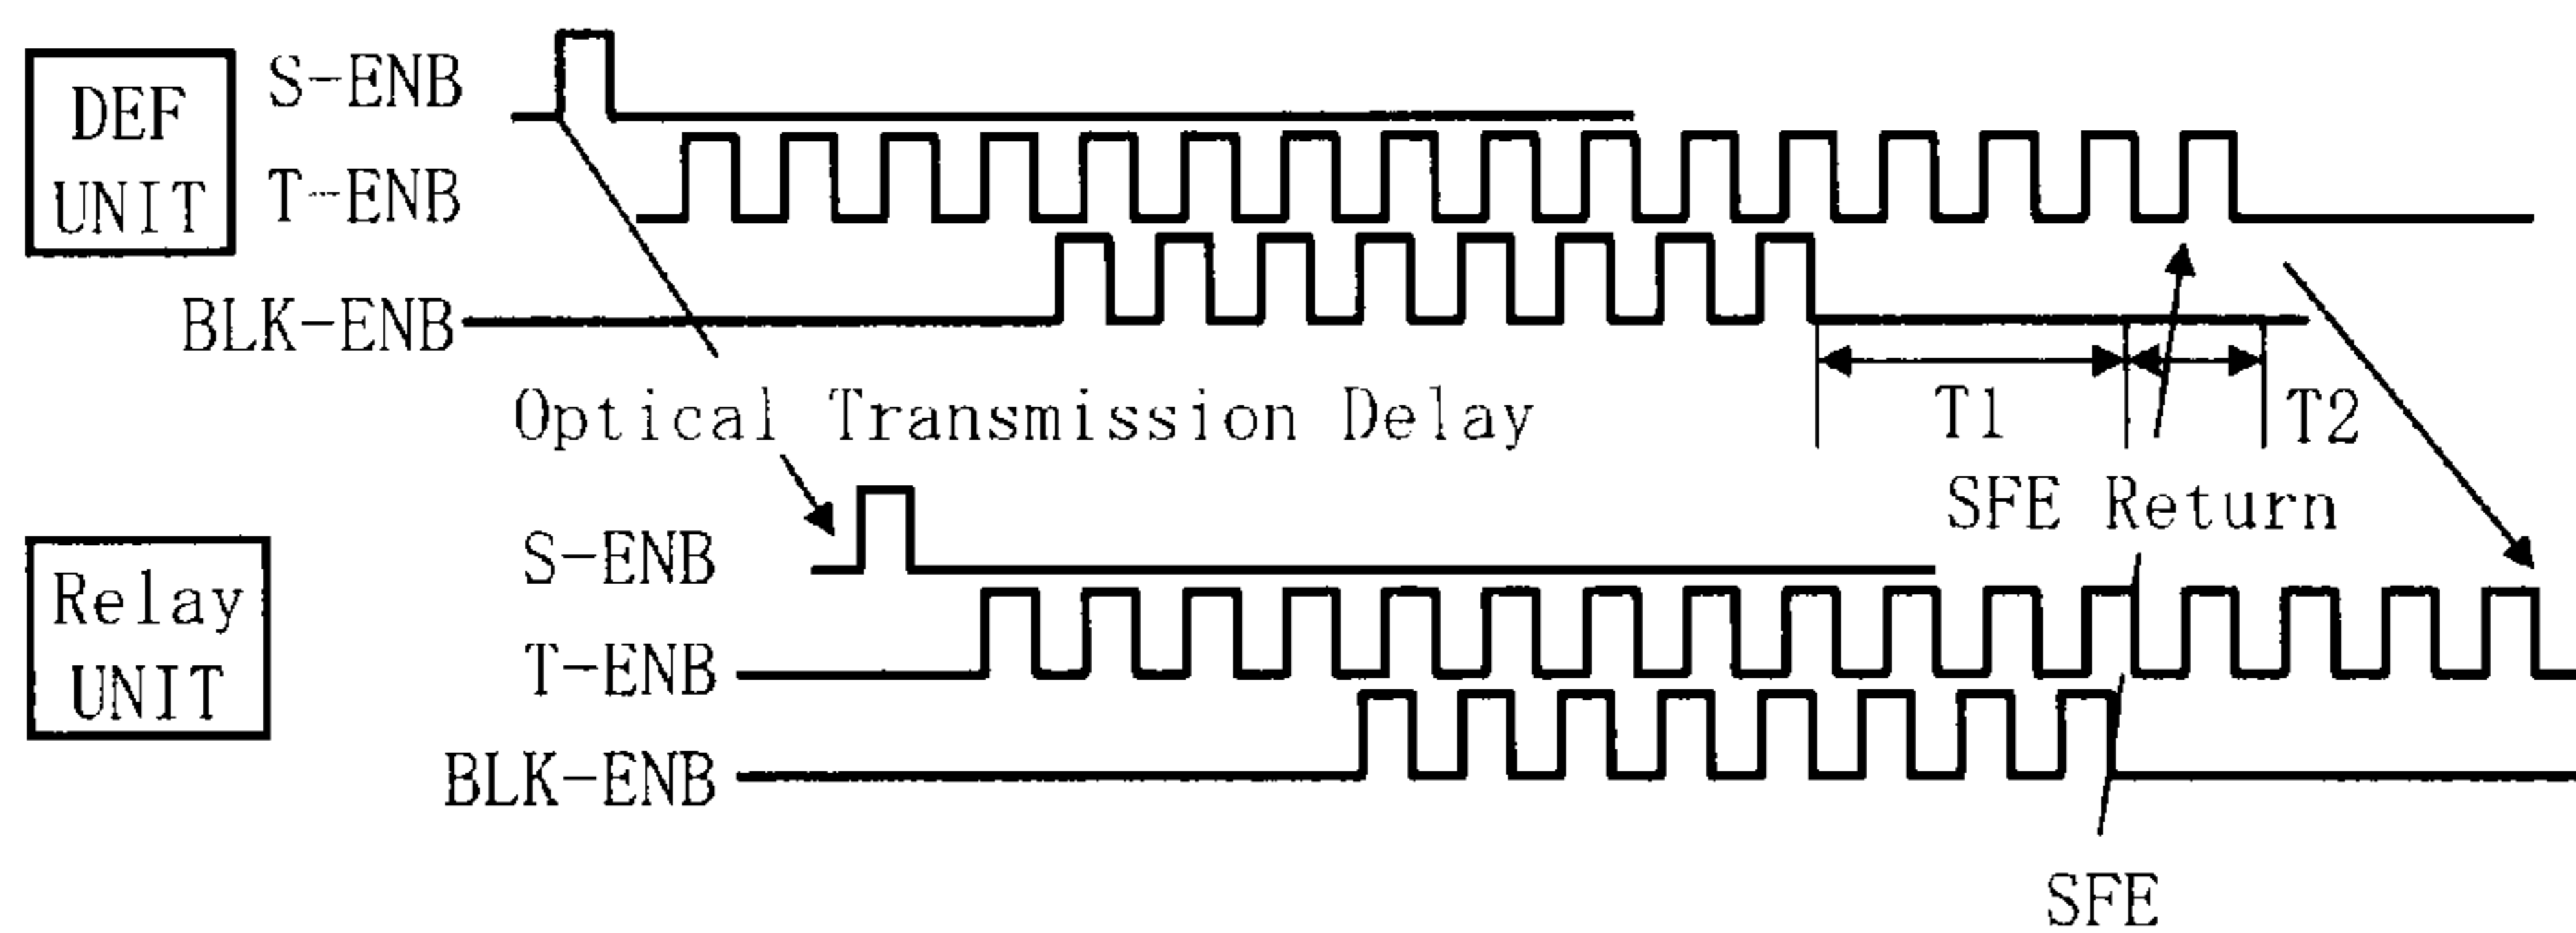 DEF
UNIT
S-ENB
T-ENB
BLK-ENB
Optical Transmission Delay
T1
T2
SFE Return
Relay
UNIT
S-ENB
T-ENB
BLK-ENB
SFE